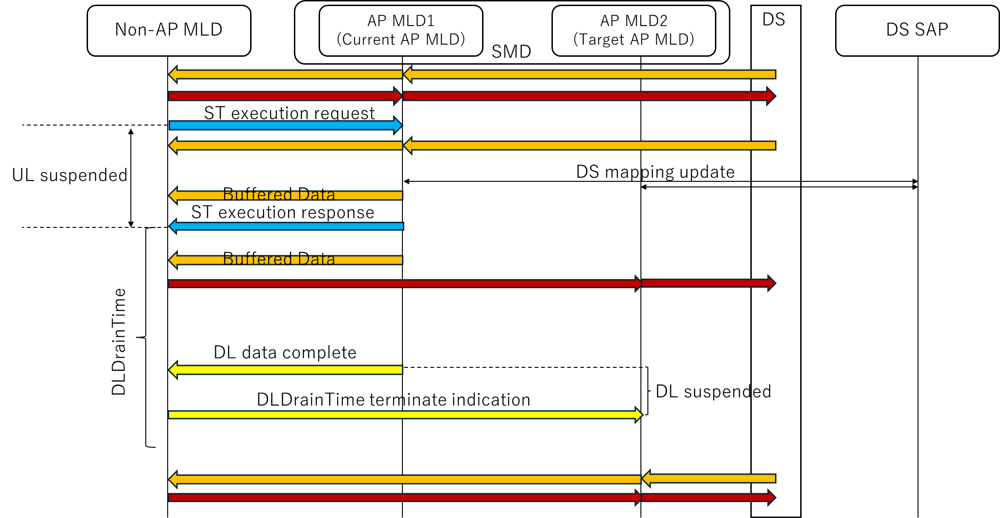 Non-AP MLD
AP MLD1
(Current AP MLD)
SMD
AP MLD2
(Target AP MLD)
DS
DS SAP
ST execution request
UL suspended
DS mapping update
Buffered Data
ST execution response
Buffered Data
DLDrainTime
DL data complete
DL suspended
DLDrainTime terminate indication